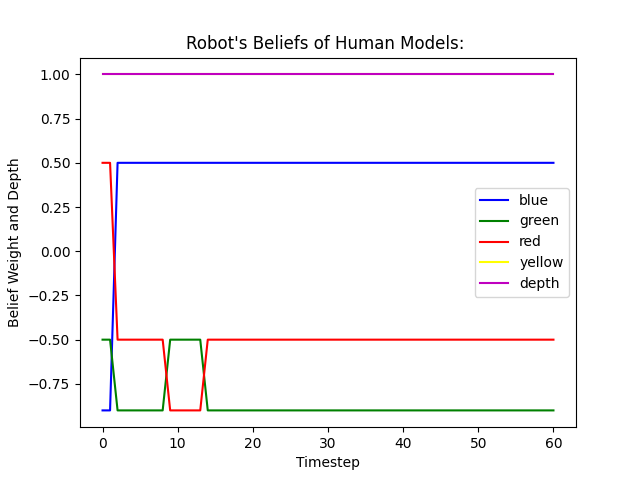 Robot's Beliefs of Human Models:
Belief Weight and Depth
1.00
0.75
0.50
0.25
0.00
−0.25
−0.50
−0.75
blue
green
red
yellow
depth
0 10 20 30 40 50 60
Timestep